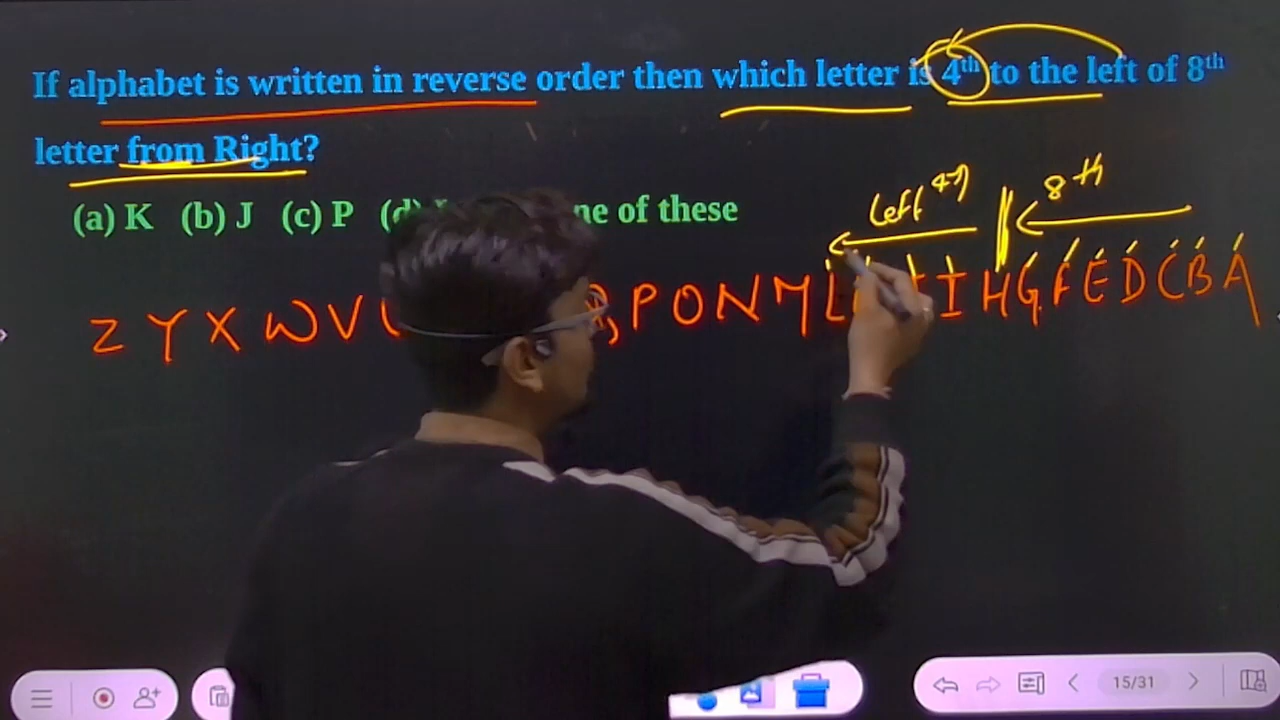 If alphabet is written in reverse order then which letter is 4th to the left of 8th
letter from Right?
(a) K (b) J (c) P (d) of these
left 4th 8th
Z Y X W V P O N M L I H G F E D C B A
15/31